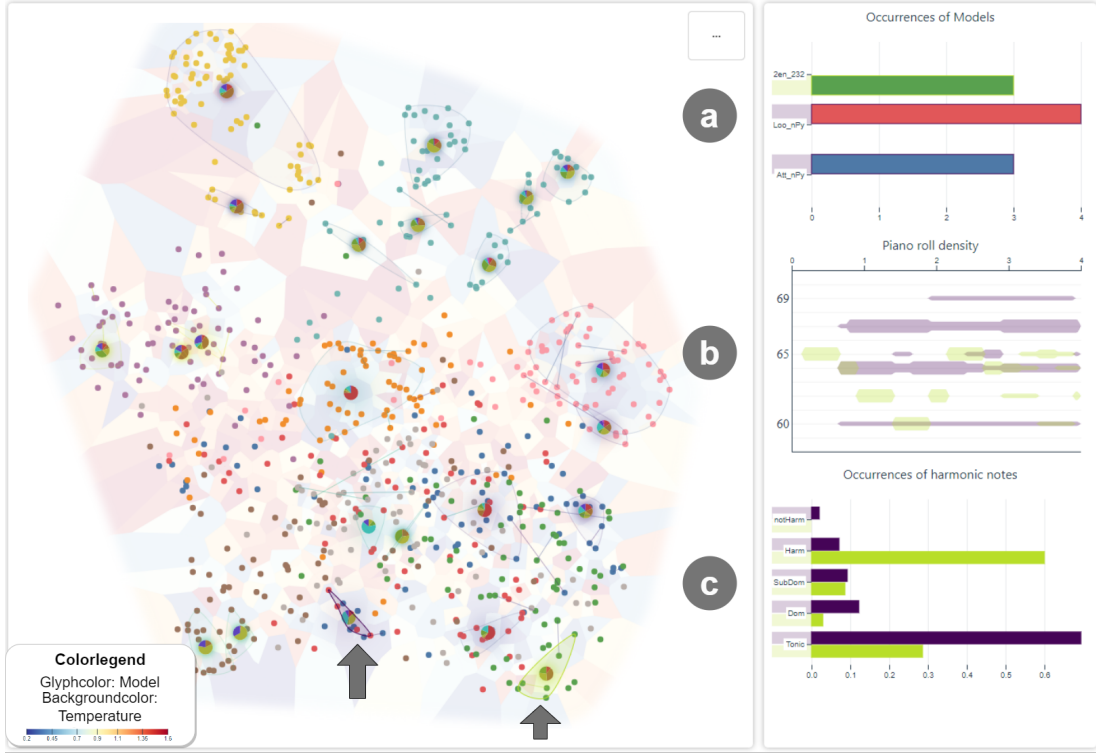 ...
a
b
c
Colorlegend
Glyphcolor: Model
Backgroundcolor:
Temperature
0.2 0.45 0.7 0.9 1.1 1.35 1.6
Occurrences of Models
2en_232
Loo_nPy
Att_nPy
0 1 2 3 4
Piano roll density
0 1 2 3 4
69
65
60
Occurrences of harmonic notes
notHarm
Harm
SubDom
Dom
Tonic
0.0 0.1 0.2 0.3 0.4 0.5 0.6